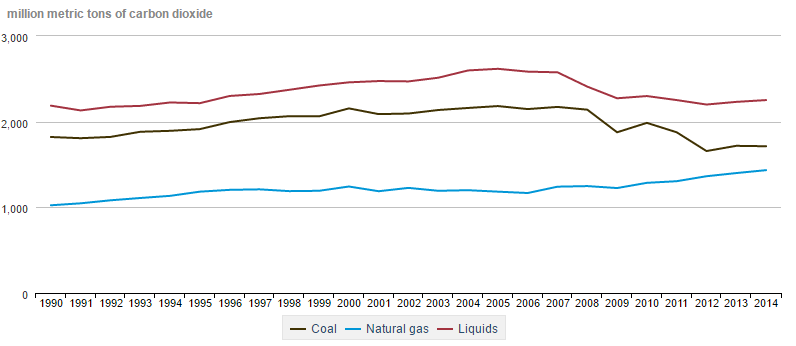 million metric tons of carbon dioxide
3,000
2,000
1,000
0
1990 1991 1992 1993 1994 1995 1996 1997 1998 1999 2000 2001 2002 2003 2004 2005 2006 2007 2008 2009 2010 2011 2012 2013 2014
Coal Natural gas Liquids